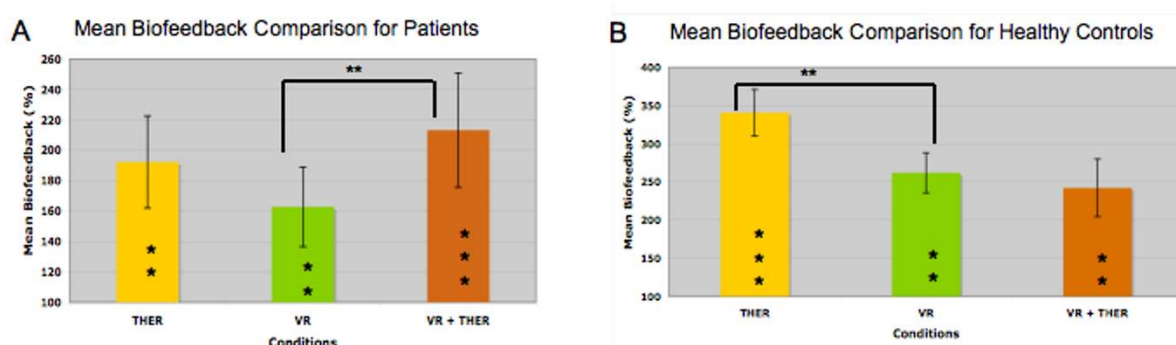 A
Mean Biofeedback Comparison for Patients
Mean Biofeedback (%)
260
240
220
200
180
160
140
120
100
**
**
**
***
THER
VR
VR + THER
Conditions
B
Mean Biofeedback Comparison for Healthy Controls
Mean Biofeedback (%)
400
350
300
250
200
150
100
**
***
**
**
THER
VR
VR + THER
Conditions